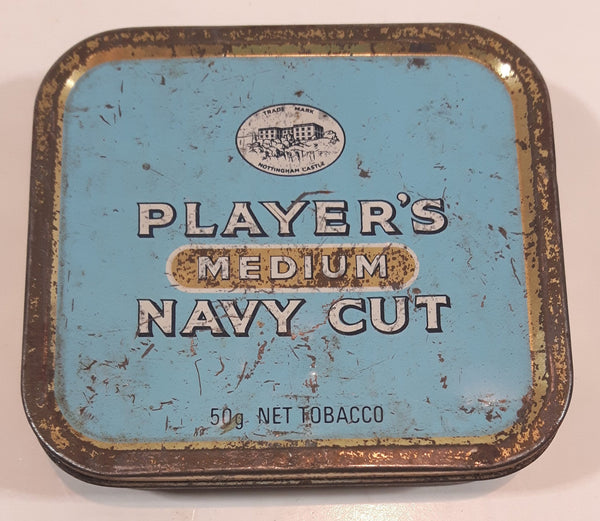 TRADE MARK
NOTTINGHAM CASTLE
PLAYER'S
MEDIUM
NAVY CUT
50g. NET TOBACCO